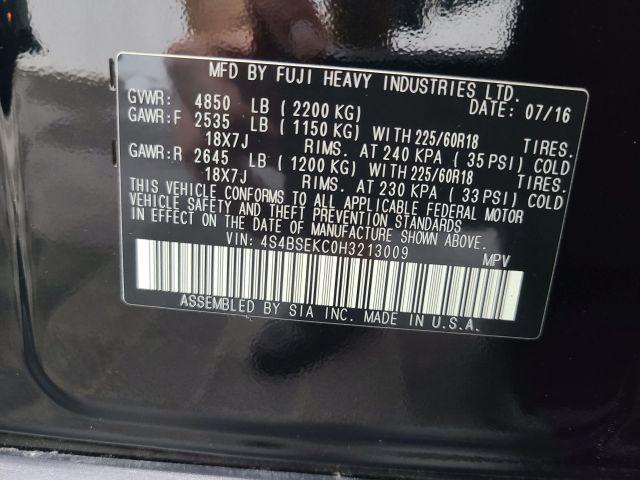 MFD BY FUJI HEAVY INDUSTRIES LTD.
GVWR: 4850 LB ( 2200 KG) DATE: 07/16
GAWR:F 2535 LB ( 1150 KG) WITH 225/60R18 TIRES.
18X7J RIMS. AT 240 KPA ( 35 PSI) COLD
GAWR:R 2645 LB ( 1200 KG) WITH 225/60R18 TIRES.
18X7J RIMS. AT 230 KPA ( 33 PSI) COLD
THIS VEHICLE CONFORMS TO ALL APPLICABLE FEDERAL MOTOR
VEHICLE SAFETY AND THEFT PREVENTION STANDARDS
IN EFFECT ON THE DATE OF MANUFACTURE SHOWN ABOVE.
VIN: 4S4BSEKC0H3213009 MPV
ASSEMBLED BY SIA INC. MADE IN U.S.A.